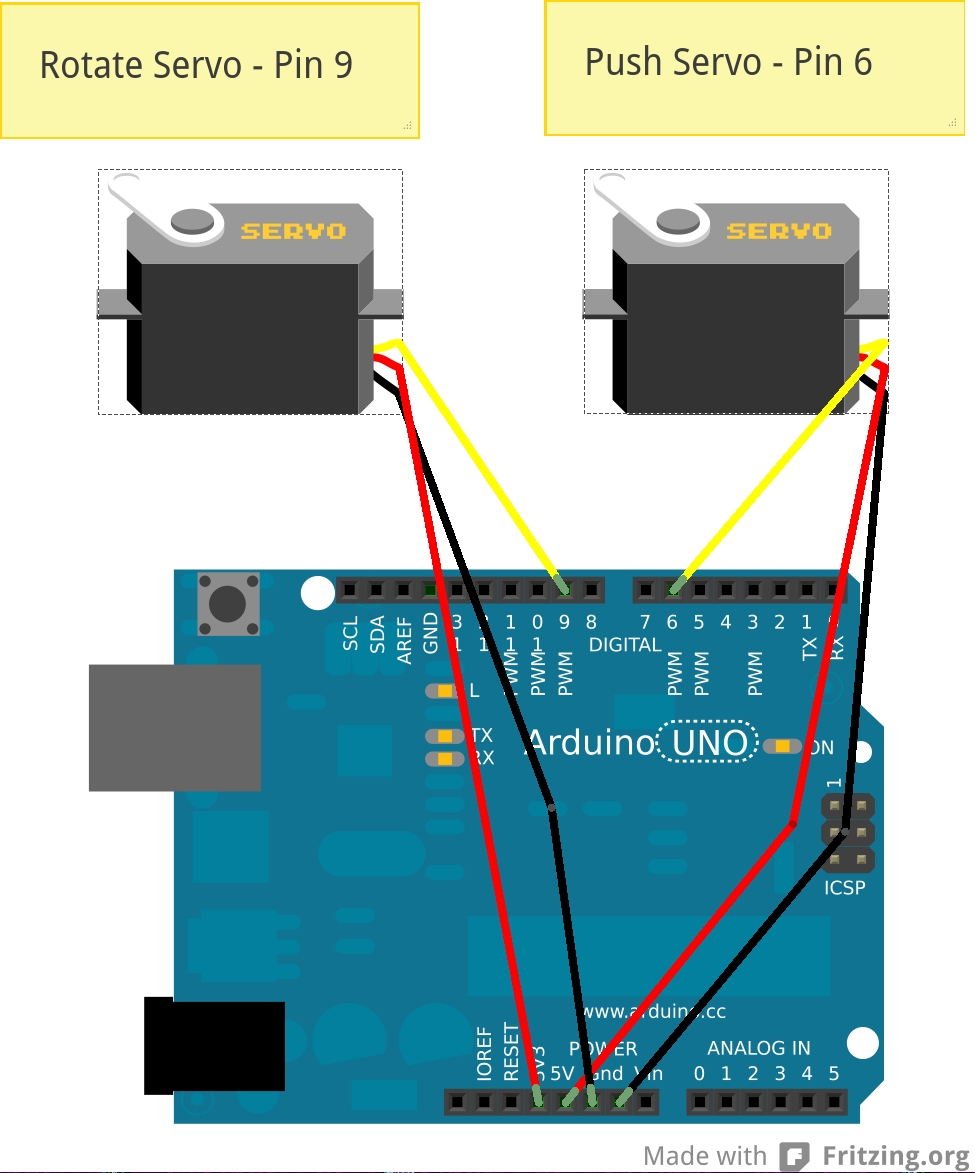 Rotate Servo - Pin 9
Push Servo - Pin 6
SERVO
SERVO
SCL
SDA
AREF
GND
13
12
11
10
9
8
7
6
5
4
3
2
1
PWM
PWM
PWM
PWM
PWM
PWM
DIGITAL
TX
RX
L
TX
RX
Arduino UNO
ON
1
ICSP
www.arduino.cc
IOREF
RESET
3V3
POWER
5V
Gnd
Vin
ANALOG IN
0 1 2 3 4 5
Made with Fritzing.org